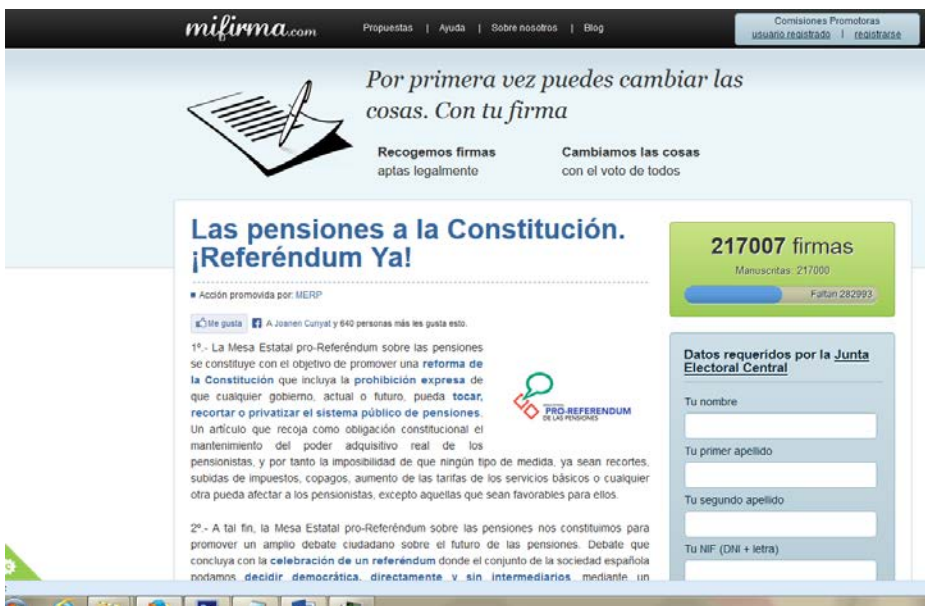 mifirma.com
Propuestas | Ayuda | Sobre nosotros | Blog
Comisiones Promotoras
usuario registrado | registrarse
Por primera vez puedes cambiar las
cosas. Con tu firma
Recogemos firmas
aptas legalmente
Cambiamos las cosas
con el voto de todos
Las pensiones a la Constitución.
¡Referéndum Ya!
Acción promovida por: MERP
Me gusta A Joanen Cunyat y 640 personas más les gusta esto.
1º.- La Mesa Estatal pro-Referéndum sobre las pensiones
se constituye con el objetivo de promover una reforma de
la Constitución que incluya la prohibición expresa de
que cualquier gobierno, actual o futuro, pueda tocar,
recortar o privatizar el sistema público de pensiones.
Un artículo que recoja como obligación constitucional el
mantenimiento del poder adquisitivo real de los
pensionistas, y por tanto la imposibilidad de que ningún tipo de medida, ya sean recortes,
subidas de impuestos, copagos, aumento de las tarifas de los servicios básicos o cualquier
otra pueda afectar a los pensionistas, excepto aquellas que sean favorables para ellos.
PRO-REFERENDUM
DE LAS PENSIONES
2º.- A tal fin, la Mesa Estatal pro-Referéndum sobre las pensiones nos constituimos para
promover un amplio debate ciudadano sobre el futuro de las pensiones. Debate que
concluya con la celebración de un referéndum donde el conjunto de la sociedad española
podamos decidir democrática, directamente y sin intermediarios mediante un
217007 firmas
Manuscritas: 217000
Faltan 282993
Datos requeridos por la Junta
Electoral Central
Tu nombre
Tu primer apellido
Tu segundo apellido
Tu NIF (DNI + letra)